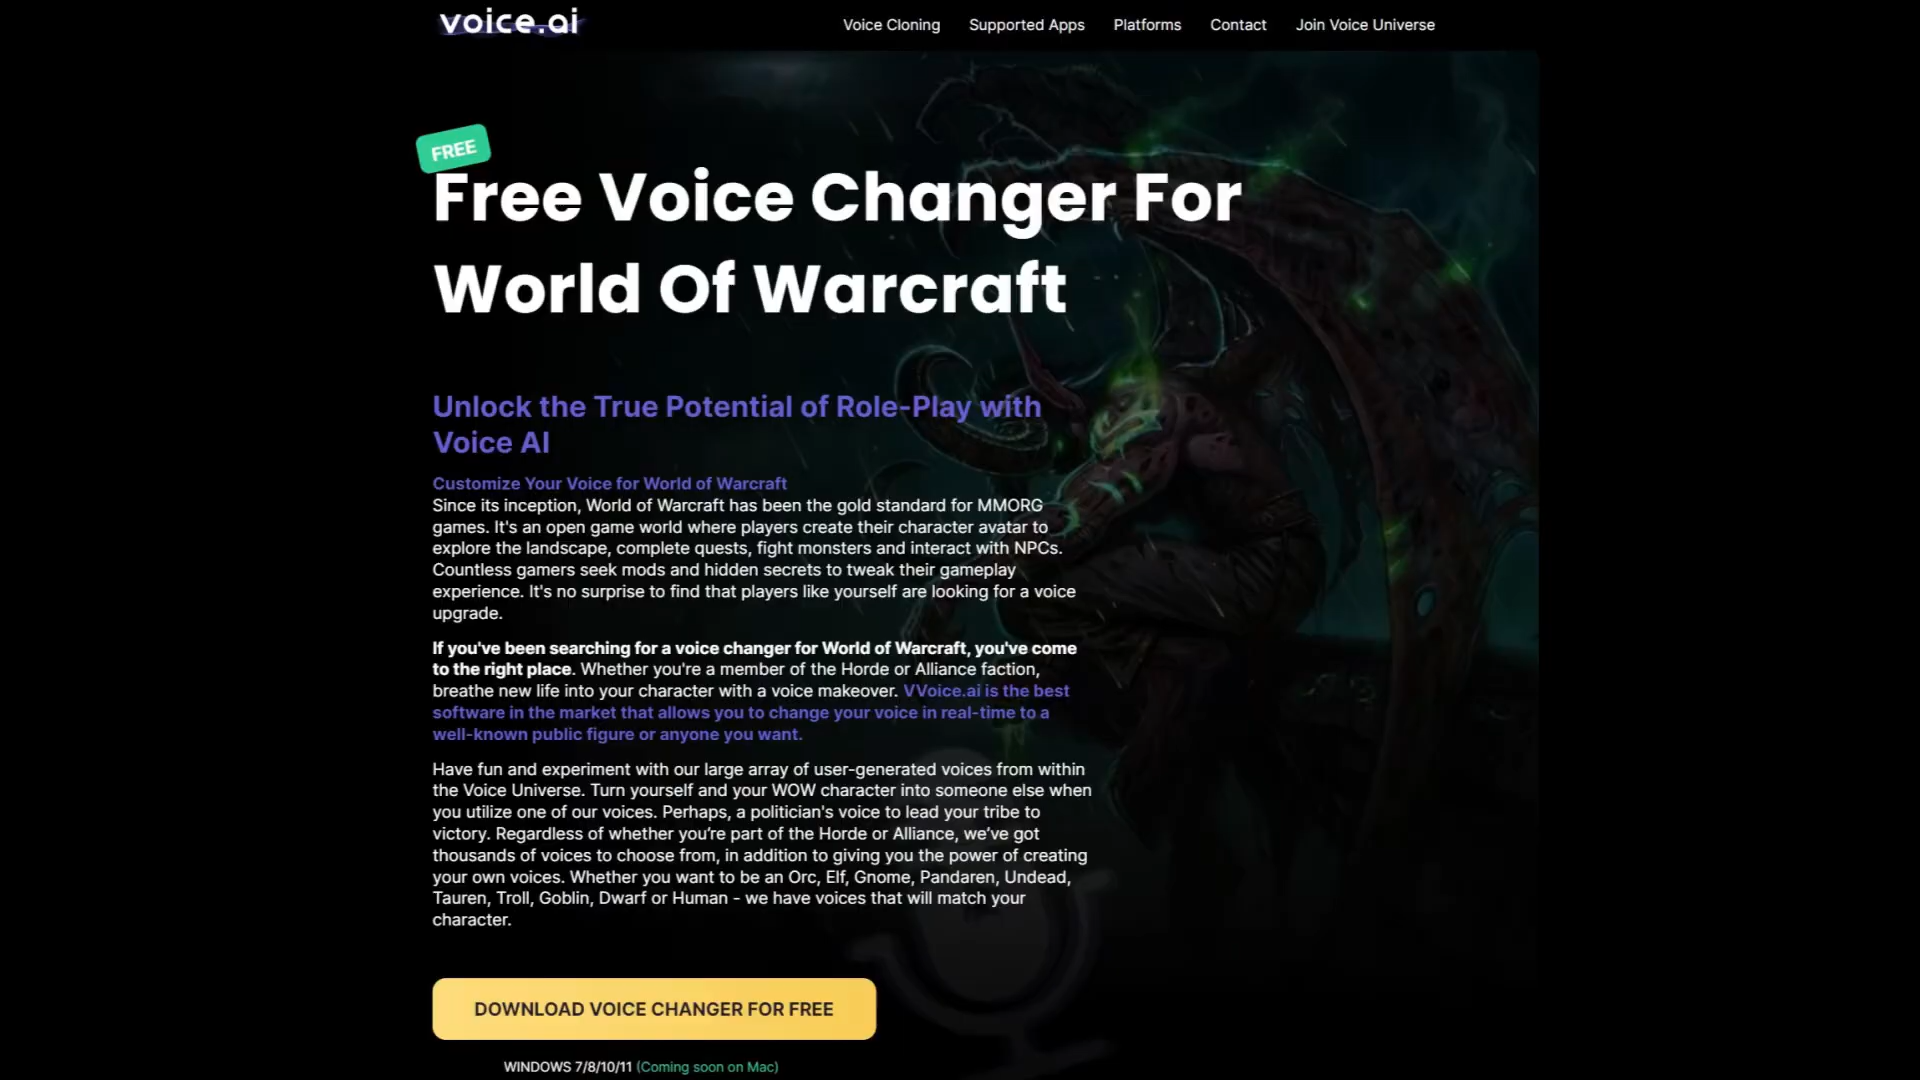 voice.ai
Voice Cloning
Supported Apps
Platforms
Contact
Join Voice Universe
FREE
Free Voice Changer For
World Of Warcraft
Unlock the True Potential of Role-Play with
Voice AI
Customize Your Voice for World of Warcraft
Since its inception, World of Warcraft has been the gold standard for MMORG
games. It's an open game world where players create their character avatar to
explore the landscape, complete quests, fight monsters and interact with NPCs.
Countless gamers seek mods and hidden secrets to tweak their gameplay
experience. It's no surprise to find that players like yourself are looking for a voice
upgrade.
If you've been searching for a voice changer for World of Warcraft, you've come
to the right place. Whether you're a member of the Horde or Alliance faction,
breathe new life into your character with a voice makeover. VVoice.ai is the best
software in the market that allows you to change your voice in real-time to a
well-known public figure or anyone you want.
Have fun and experiment with our large array of user-generated voices from within
the Voice Universe. Turn yourself and your WOW character into someone else when
you utilize one of our voices. Perhaps, a politician's voice to lead your tribe to
victory. Regardless of whether you’re part of the Horde or Alliance, we’ve got
thousands of voices to choose from, in addition to giving you the power of creating
your own voices. Whether you want to be an Orc, Elf, Gnome, Pandaren, Undead,
Tauren, Troll, Goblin, Dwarf or Human - we have voices that will match your
character.
DOWNLOAD VOICE CHANGER FOR FREE
WINDOWS 7/8/10/11 (Coming soon on Mac)